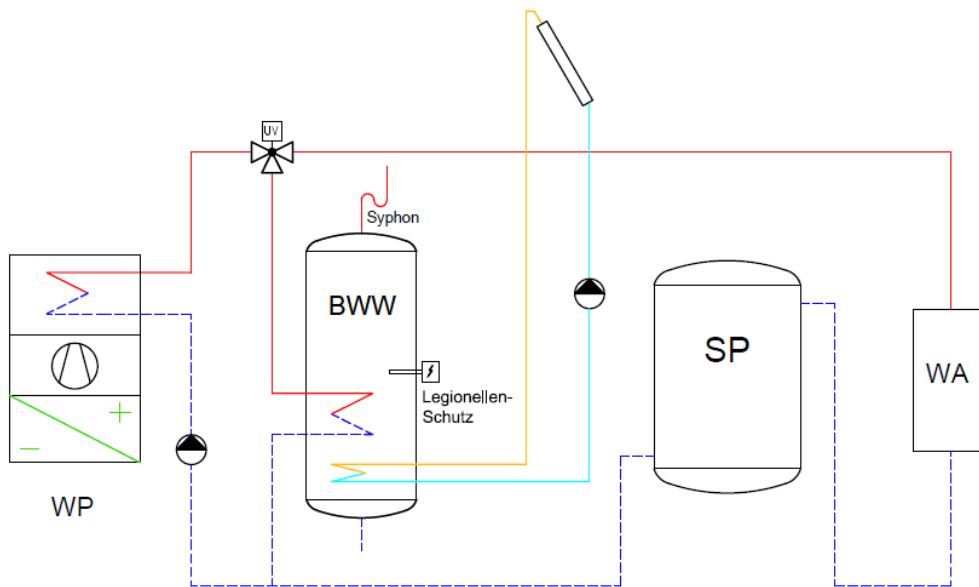 UV
Syphon
BWW
SP
WA
Legionellen-
Schutz
+
−
WP